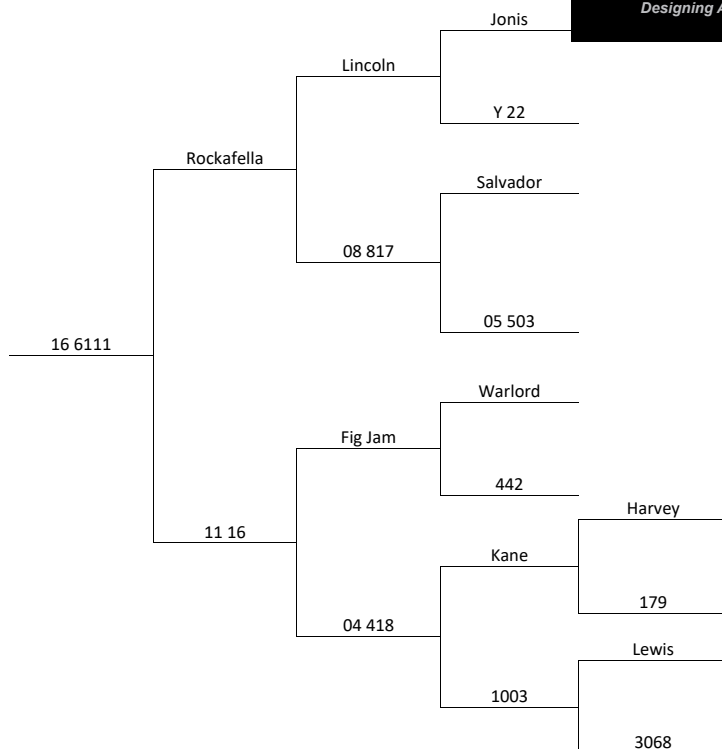 Designing A
Jonis
Lincoln
Y 22
Rockafella
Salvador
08 817
05 503
16 6111
Warlord
Fig Jam
442
Harvey
11 16
Kane
179
04 418
Lewis
1003
3068